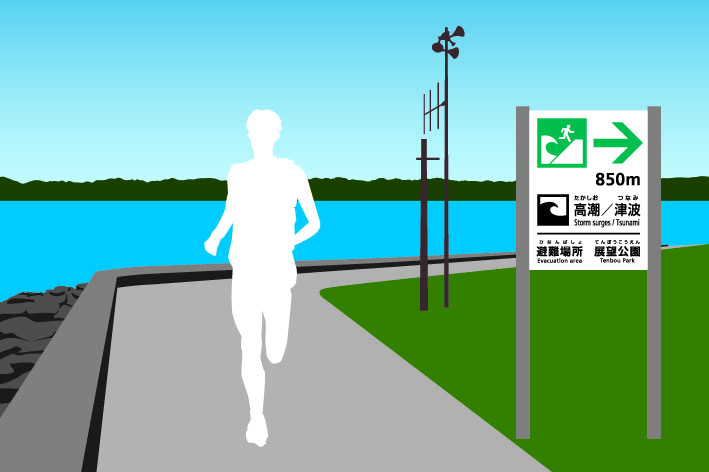 850m
たかしお つなみ
高潮／津波
Storm surges / Tsunami
ひなんばしょ てんぼうこうえん
避難場所 展望公園
Evacuation area Tenbou Park